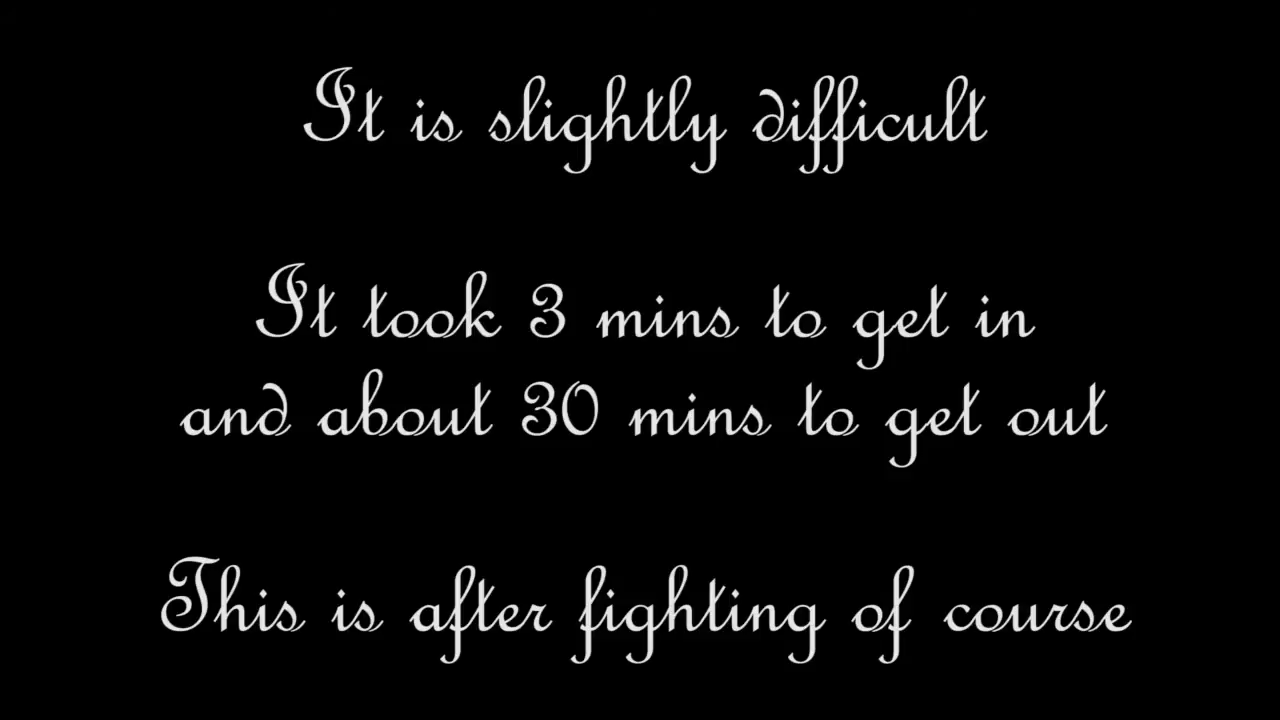 It is slightly difficult
It took 3 mins to get in
and about 30 mins to get out
This is after fighting of course